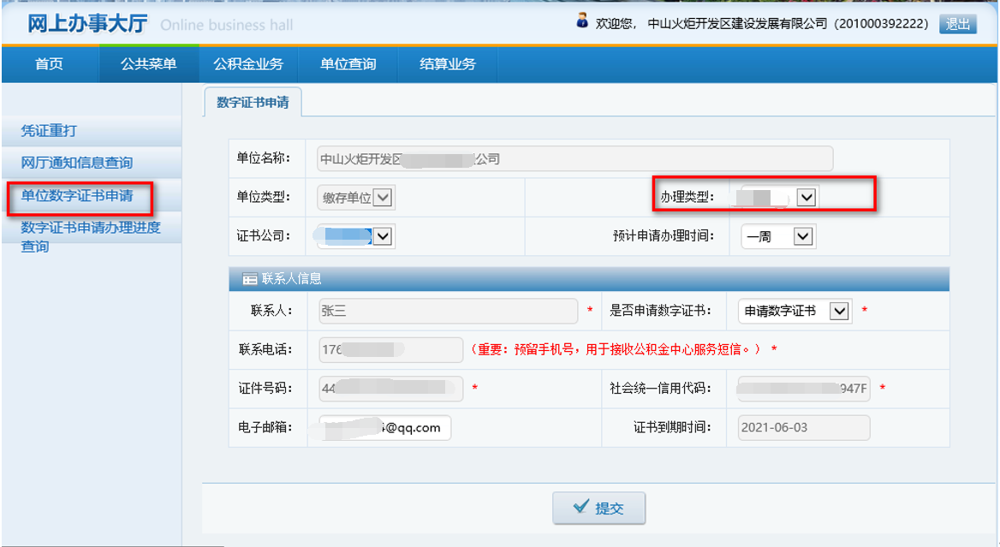 网上办事大厅 Online business hall
欢迎您, 中山火炬开发区建设发展有限公司 (201000392222) 退出
首页 公共菜单 公积金业务 单位查询 结算业务
数字证书申请
凭证重打
网厅通知信息查询
单位数字证书申请
数字证书申请办理进度
查询
单位名称: 中山火炬开发区 公司
单位类型: 缴存单位 办理类型:
证书公司: 预计申请办理时间: 一周
联系人信息
联系人: 张三 * 是否申请数字证书: 申请数字证书 *
联系电话: 176 (重要: 预留手机号, 用于接收公积金中心服务短信。) *
证件号码: 44 * 社会统一信用代码: 947F *
电子邮箱: @qq.com 证书到期时间: 2021-06-03
提交